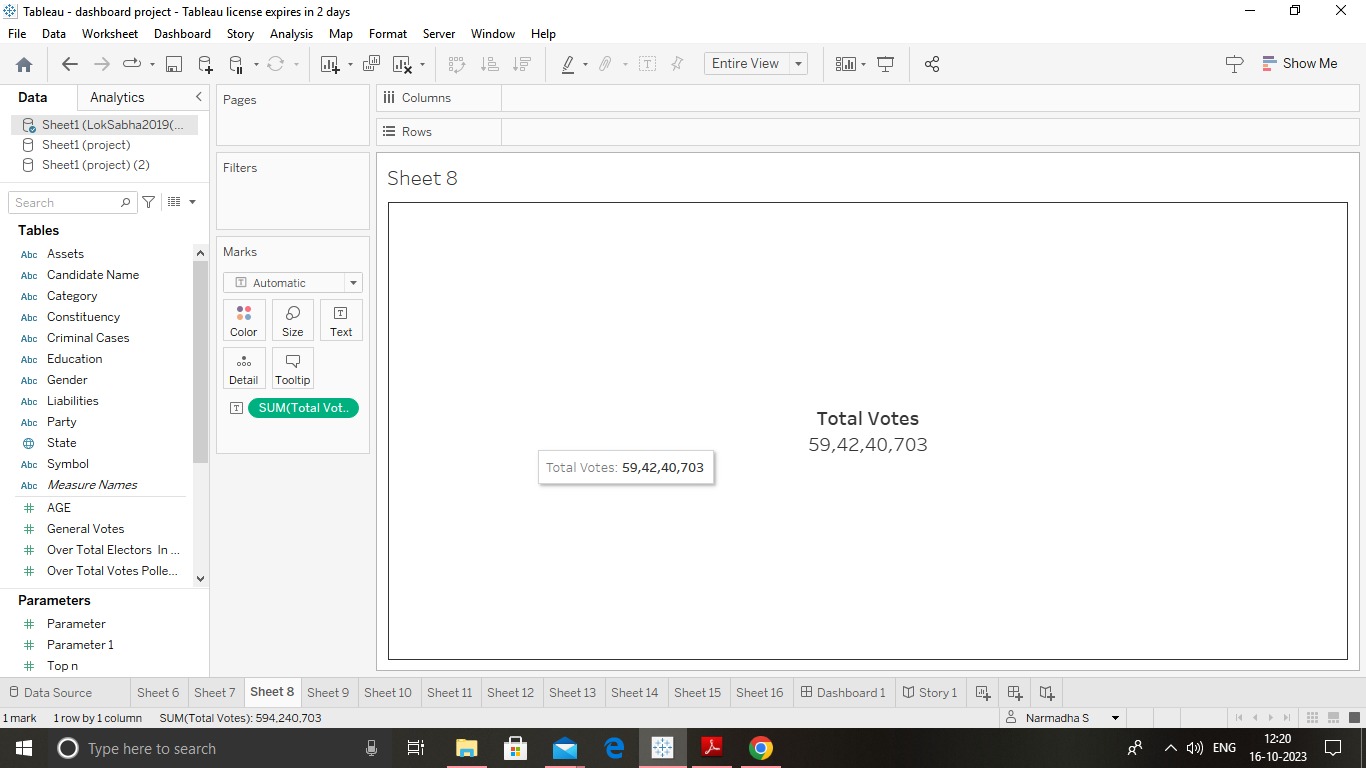 Tableau - dashboard project - Tableau license expires in 2 days
File Data Worksheet Dashboard Story Analysis Map Format Server Window Help
Entire View
Show Me
Data Analytics
Sheet1 (LokSabha2019(...
Sheet1 (project)
Sheet1 (project) (2)
Search
Tables
Abc Assets
Abc Candidate Name
Abc Category
Abc Constituency
Abc Criminal Cases
Abc Education
Abc Gender
Abc Liabilities
Abc Party
State
Abc Symbol
Abc Measure Names
# AGE
# General Votes
# Over Total Electors In ...
# Over Total Votes Polle...
Parameters
# Parameter
# Parameter 1
# Top n
Pages
Filters
Marks
T Automatic
Color Size Text
Detail Tooltip
T SUM(Total Vot..
Columns
Rows
Sheet 8
Total Votes
59,42,40,703
Total Votes: 59,42,40,703
Data Source Sheet 6 Sheet 7 Sheet 8 Sheet 9 Sheet 10 Sheet 11 Sheet 12 Sheet 13 Sheet 14 Sheet 15 Sheet 16 Dashboard 1 Story 1
1 mark 1 row by 1 column SUM(Total Votes): 594,240,703
Narmadha S
Type here to search
ENG
12:20
16-10-2023